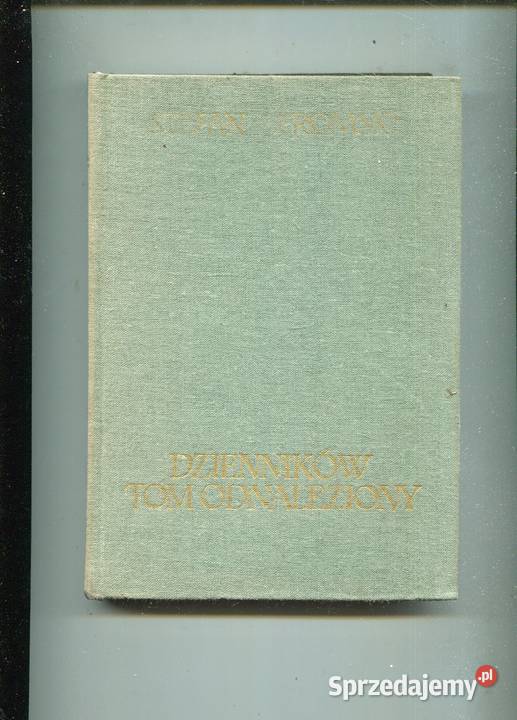 STEFAN ŻEROMSKI
DZIENNIKÓW
TOM ODNALEZIONY
Sprzedajemy.pl